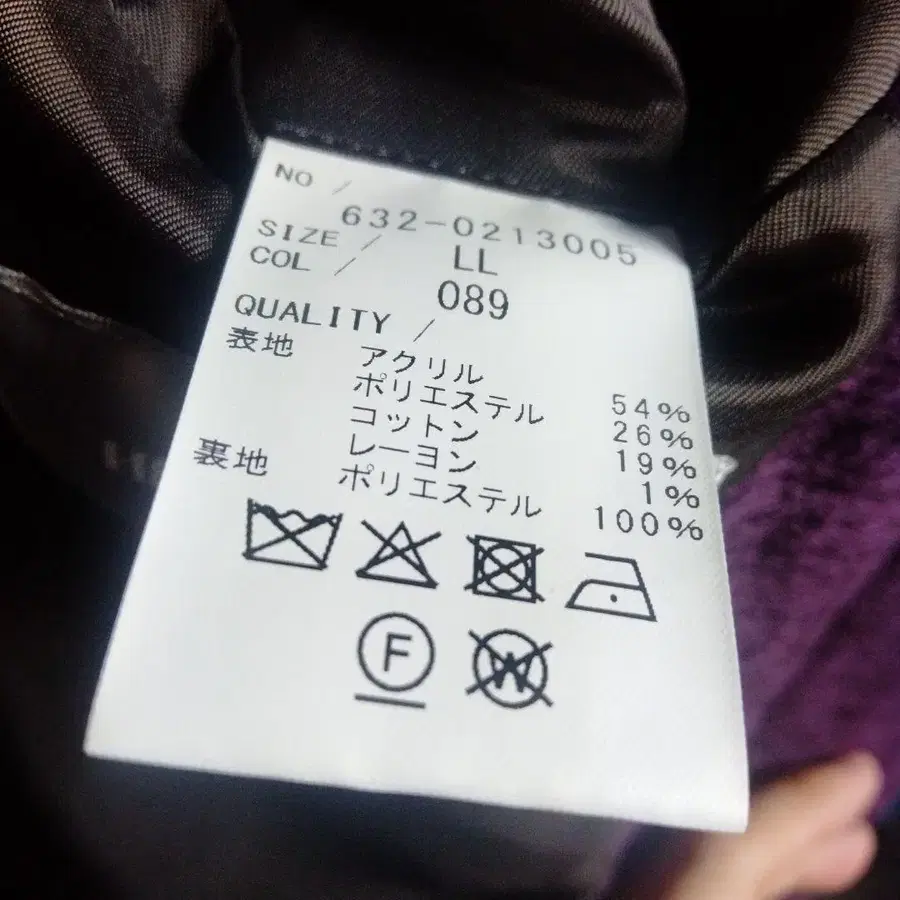 NO /
632-0213005
SIZE / LL
COL / 089
QUALITY /
表地 アクリル 54%
ポリエステル 26%
コットン 19%
レーヨン 1%
裏地 ポリエステル 100%
F W